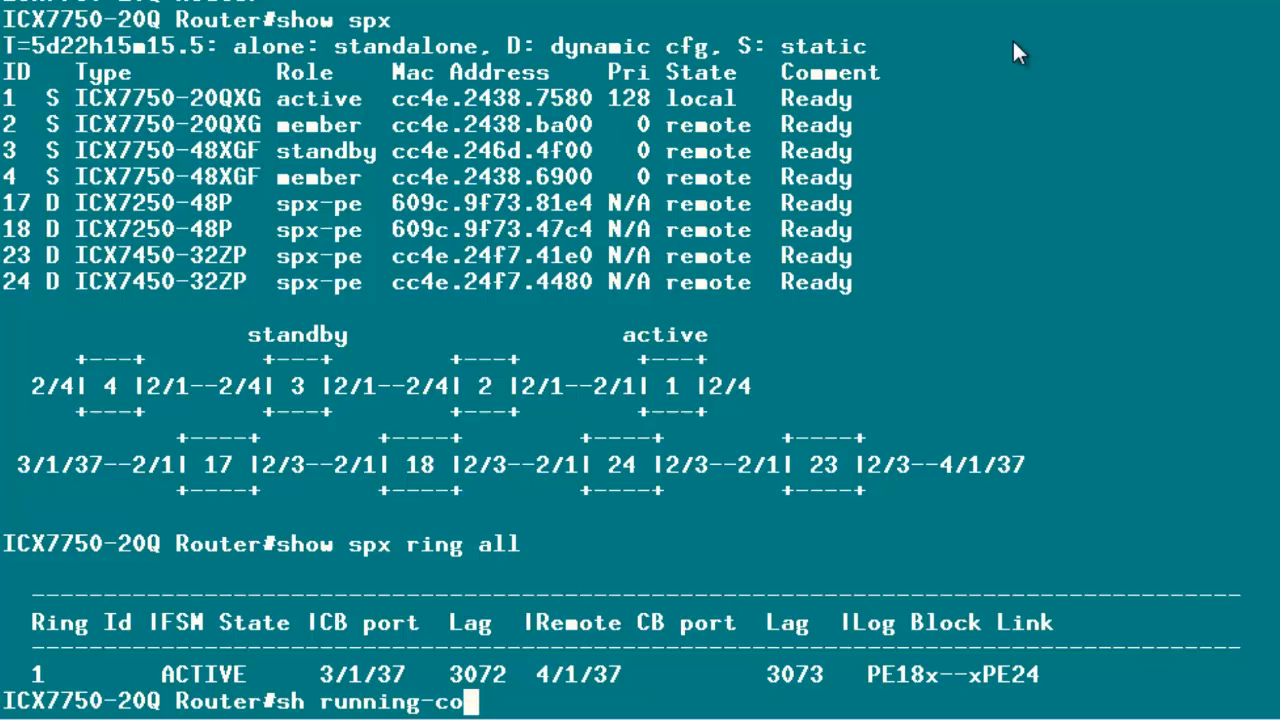 ICX7750-20Q Router#show spx
T=5d22h15m15.5: alone: standalone, D: dynamic cfg, S: static
ID   Type            Role      Mac Address    Pri State   Comment
1  S ICX7750-20QXG active    cc4e.2438.7580 128 local   Ready
2  S ICX7750-20QXG member    cc4e.2438.ba00   0 remote  Ready
3  S ICX7750-48XGF standby   cc4e.246d.4f00   0 remote  Ready
4  S ICX7750-48XGF member    cc4e.2438.6900   0 remote  Ready
17 D ICX7250-48P   spx-pe    609c.9f73.81e4 N/A remote  Ready
18 D ICX7250-48P   spx-pe    609c.9f73.47c4 N/A remote  Ready
23 D ICX7450-32ZP  spx-pe    cc4e.24f7.41e0 N/A remote  Ready
24 D ICX7450-32ZP  spx-pe    cc4e.24f7.4480 N/A remote  Ready
standby                   active
+---+        +---+        +---+        +---+
2/4| 4 |2/1--2/4| 3 |2/1--2/4| 2 |2/1--2/1| 1 |2/4
+---+        +---+        +---+        +---+
+----+        +----+        +----+        +----+
3/1/37--2/1| 17 |2/3--2/1| 18 |2/3--2/1| 24 |2/3--2/1| 23 |2/3--4/1/37
+----+        +----+        +----+        +----+
ICX7750-20Q Router#show spx ring all
--------------------------------------------------------------------------------
Ring Id |FSM State |CB port  Lag  |Remote CB port  Lag  |Log Block Link
--------------------------------------------------------------------------------
1        ACTIVE     3/1/37   3072  4/1/37          3073   PE18x--xPE24
ICX7750-20Q Router#sh running-co